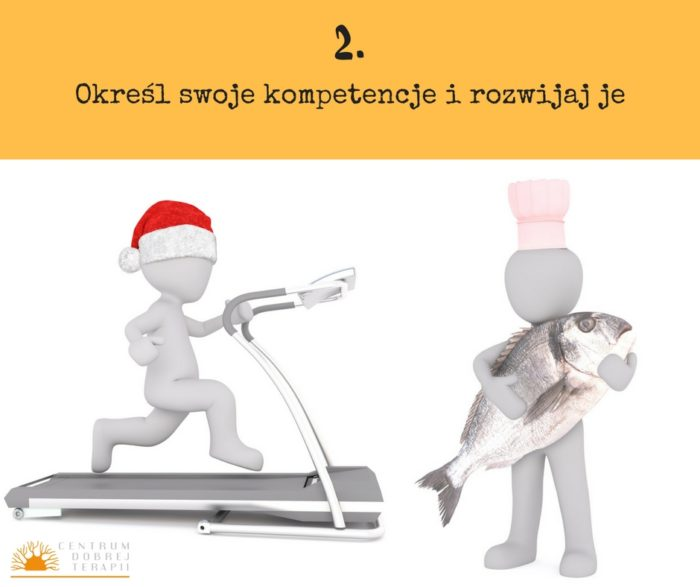 2.
Określ swoje kompetencje i rozwijaj je
CENTRUM
DOBREJ
TERAPII